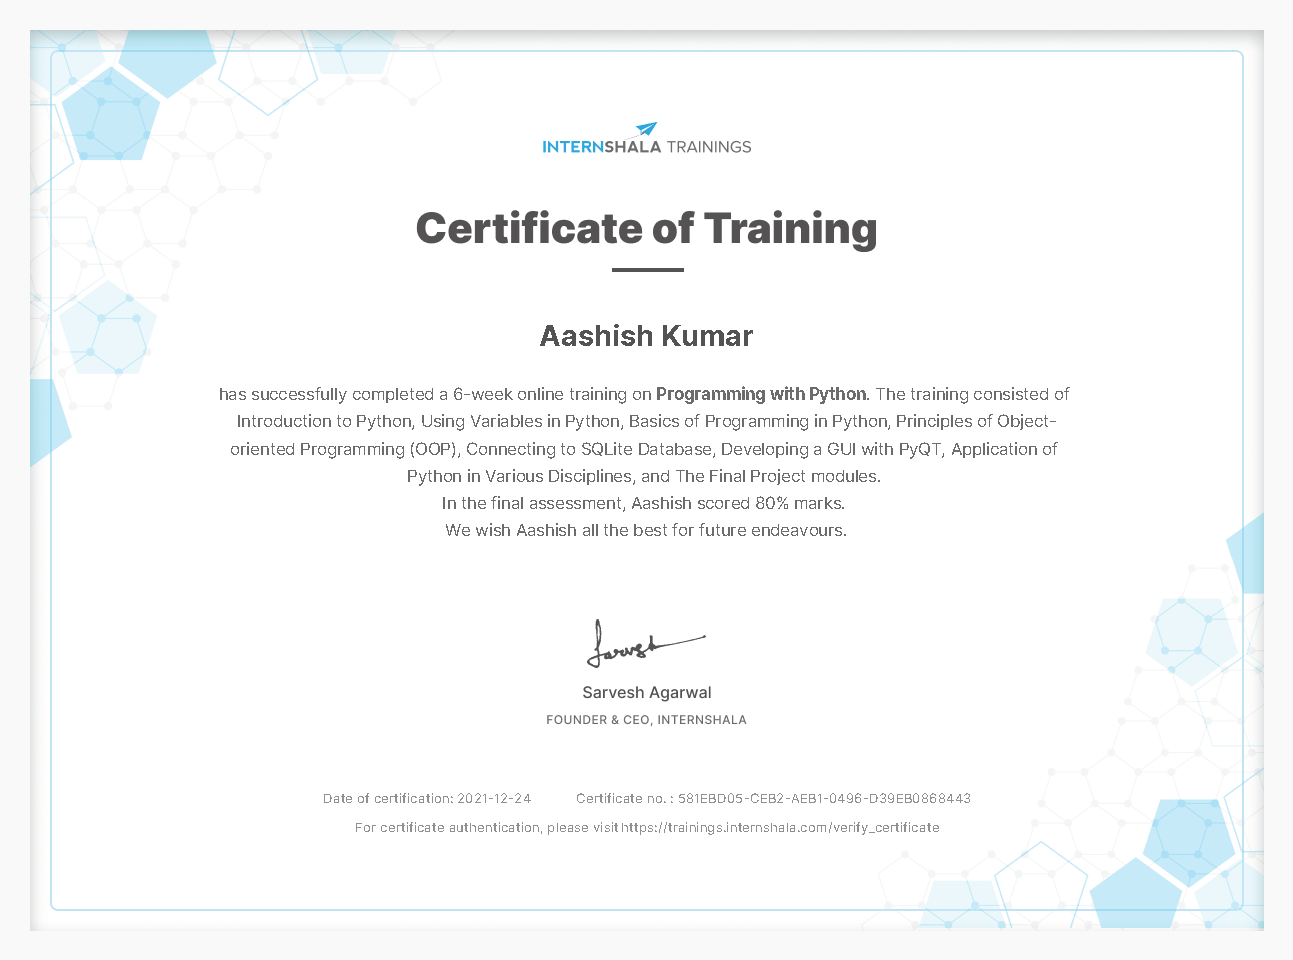 INTERNSHALA TRAININGS
Certificate of Training
Aashish Kumar
has successfully completed a 6-week online training on Programming with Python. The training consisted of
Introduction to Python, Using Variables in Python, Basics of Programming in Python, Principles of Object-
oriented Programming (OOP), Connecting to SQLite Database, Developing a GUI with PyQT, Application of
Python in Various Disciplines, and The Final Project modules.
In the final assessment, Aashish scored 80% marks.
We wish Aashish all the best for future endeavours.
Sarvesh
Sarvesh Agarwal
FOUNDER & CEO, INTERNSHALA
Date of certification: 2021-12-24 Certificate no. : 581EBD05-CEB2-AEB1-0496-D39EB0868443
For certificate authentication, please visit https://trainings.internshala.com/verify_certificate